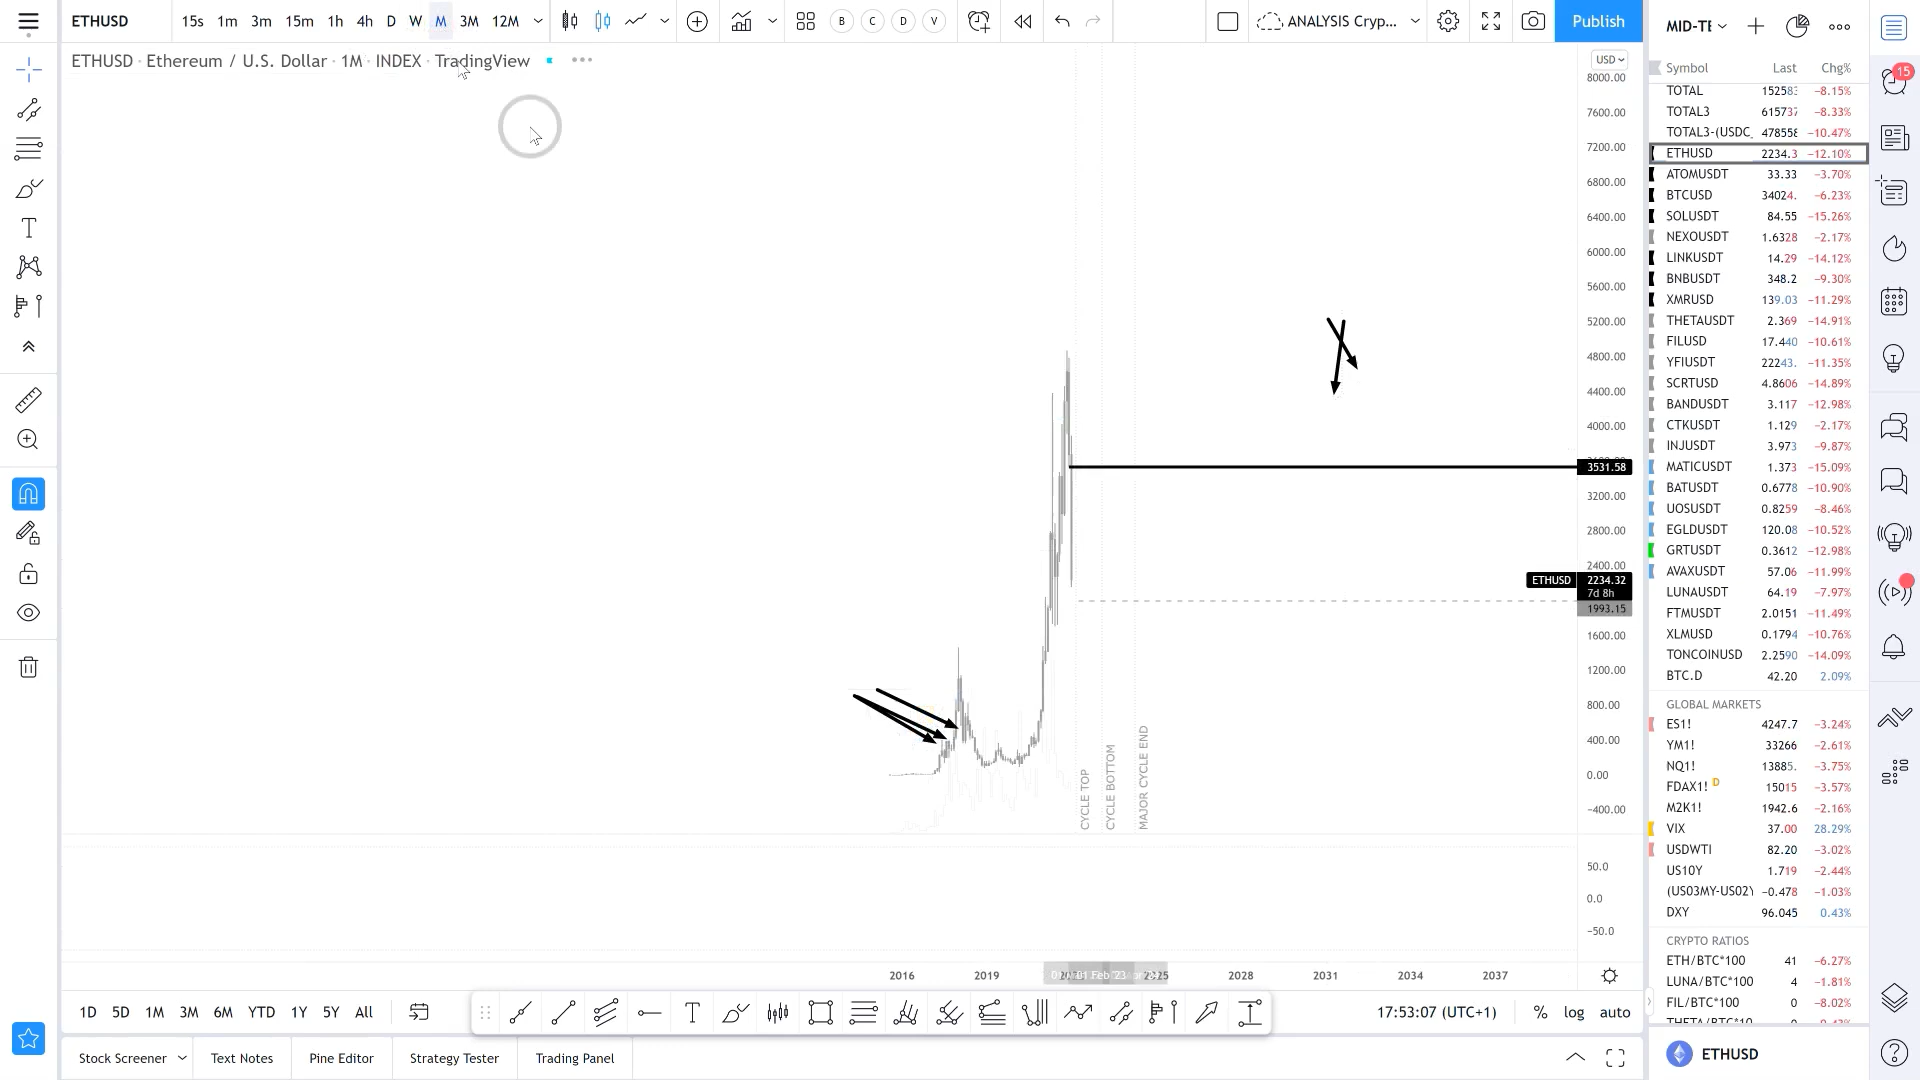 ETHUSD 15s 1m 3m 15m 1h 4h D W M 3M 12M B C D V ANALYSIS Cryp... Publish
ETHUSD · Ethereum / U.S. Dollar · 1M · INDEX · TradingView
USD
8000.00
7600.00
7200.00
6800.00
6400.00
6000.00
5600.00
5200.00
4800.00
4400.00
4000.00
3531.58
3200.00
2800.00
2400.00
ETHUSD 2234.32
7d 8h
1993.15
1600.00
1200.00
800.00
400.00
0.00
−400.00
CYCLE TOP
CYCLE BOTTOM
MAJOR CYCLE END
50.0
0.0
−50.0
2016 2019 01 Feb '23 2025 2028 2031 2034 2037
1D 5D 1M 3M 6M YTD 1Y 5Y All T 17:53:07 (UTC+1) % log auto
Stock Screener Text Notes Pine Editor Strategy Tester Trading Panel
MID-TE
15
Symbol Last Chg%
TOTAL 15258 −8.15%
TOTAL3 615737 −8.33%
TOTAL3-(USDC_ 478558 −10.47%
ETHUSD 2234.3 −12.10%
ATOMUSDT 33.33 −3.70%
BTCUSD 34024. −6.23%
SOLUSDT 84.55 −15.26%
NEXOUSDT 1.6328 −2.17%
LINKUSDT 14.29 −14.12%
BNBUSDT 348.2 −9.30%
XMRUSD 139.03 −11.29%
THETAUSDT 2.369 −14.91%
FILUSD 17.440 −10.61%
YFIUSDT 22243. −11.35%
SCRTUSD 4.8606 −14.89%
BANDUSDT 3.117 −12.98%
CTKUSDT 1.129 −2.17%
INJUSDT 3.973 −9.87%
MATICUSDT 1.373 −15.09%
BATUSDT 0.6778 −10.90%
UOSUSDT 0.8259 −8.46%
EGLDUSDT 120.08 −10.52%
GRTUSDT 0.3612 −12.98%
AVAXUSDT 57.06 −11.99%
LUNAUSDT 64.19 −7.97%
FTMUSDT 2.0151 −11.49%
XLMUSD 0.1794 −10.76%
TONCOINUSD 2.2590 −14.09%
BTC.D 42.20 2.09%
GLOBAL MARKETS
ES1! 4247.7 −3.24%
YM1! 33266 −2.61%
NQ1! 13885. −3.75%
FDAX1! D 15015 −3.57%
M2K1! 1942.6 −2.16%
VIX 37.00 28.29%
USDWTI 82.20 −3.02%
US10Y 1.719 −2.44%
(US03MY-US02Y −0.478 −1.03%
DXY 96.045 0.43%
CRYPTO RATIOS
ETH/BTC*100 41 −6.27%
LUNA/BTC*100 4 −1.81%
FIL/BTC*100 0 −8.02%
ETHUSD